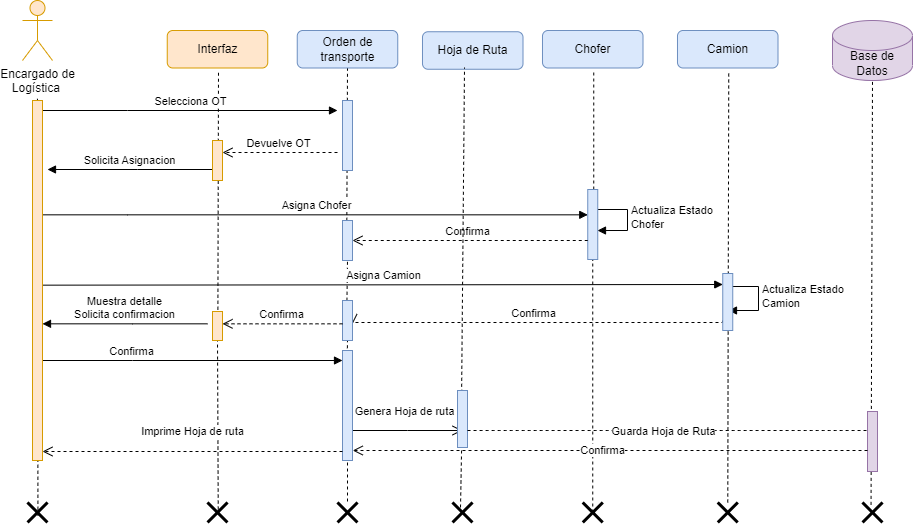 Encargado de
Logística
Interfaz
Orden de
transporte
Hoja de Ruta
Chofer
Camion
Base de
Datos
Selecciona OT
Devuelve OT
Solicita Asignacion
Asigna Chofer
Actualiza Estado
Chofer
Confirma
Asigna Camion
Actualiza Estado
Camion
Muestra detalle
Solicita confirmacion
Confirma
Confirma
Confirma
Genera Hoja de ruta
Imprime Hoja de ruta
Guarda Hoja de Ruta
Confirma